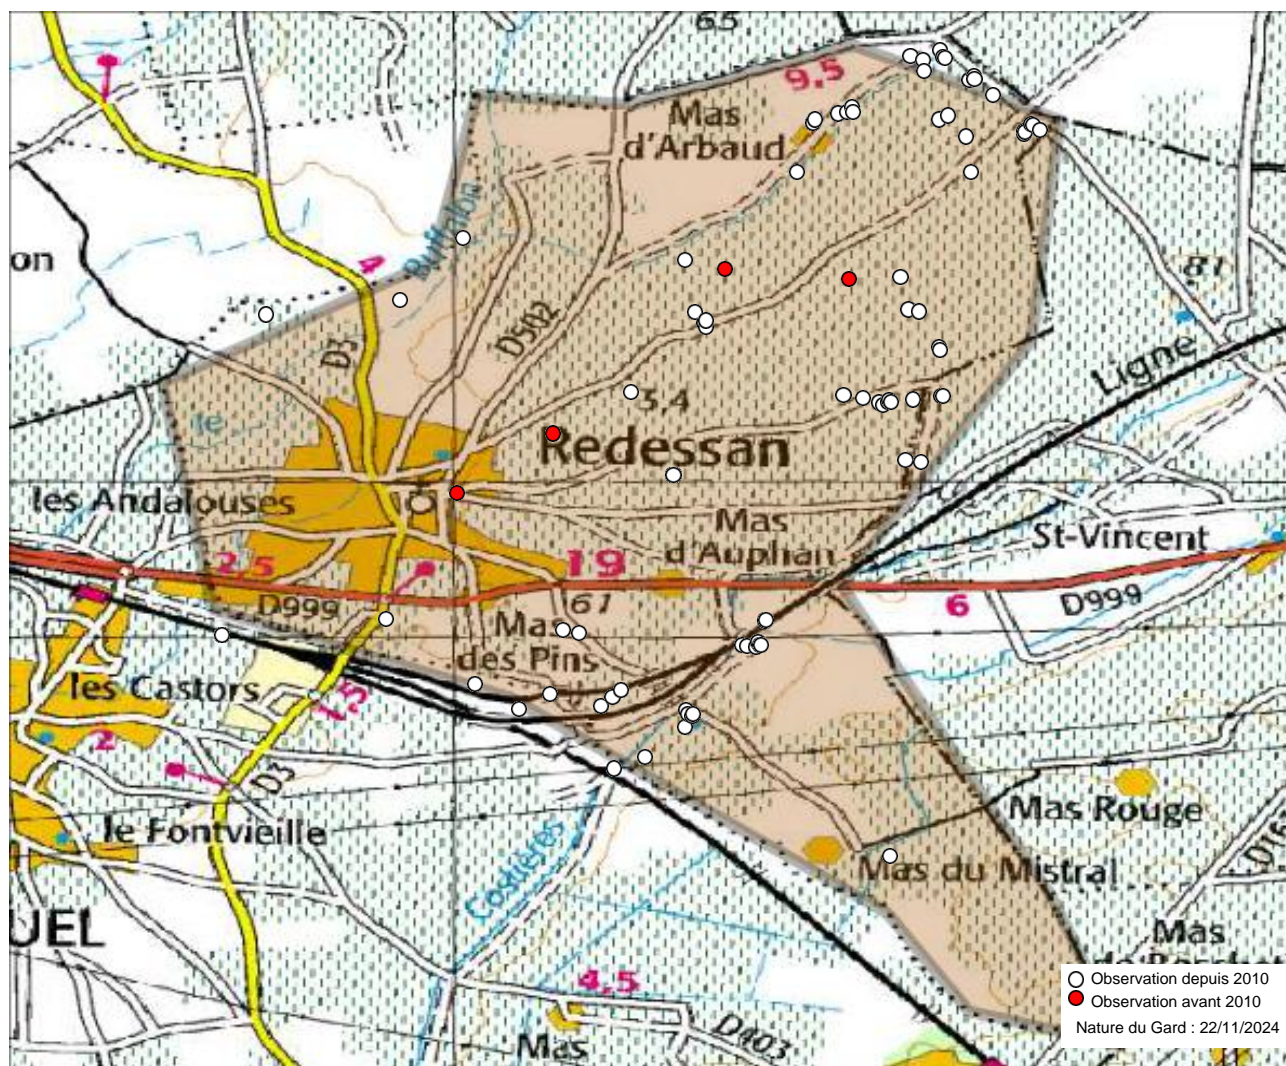 65
9.5
Mas
d'Arbaud
Buffalon
on
4
81
D3
D502
Ligne
3.4
le
Redessan
les Andalouses
Mas
d'Auphan
St-Vincent
2,5
19
D999
61
6
D999
Mas
des Pins
les Castors
1,5
2
D3
Mas Rouge
le Fontvieille
Costières
Mas du Mistral
UEL
Mas
4,5
D403
Mas
Observation depuis 2010
Observation avant 2010
Nature du Gard : 22/11/2024